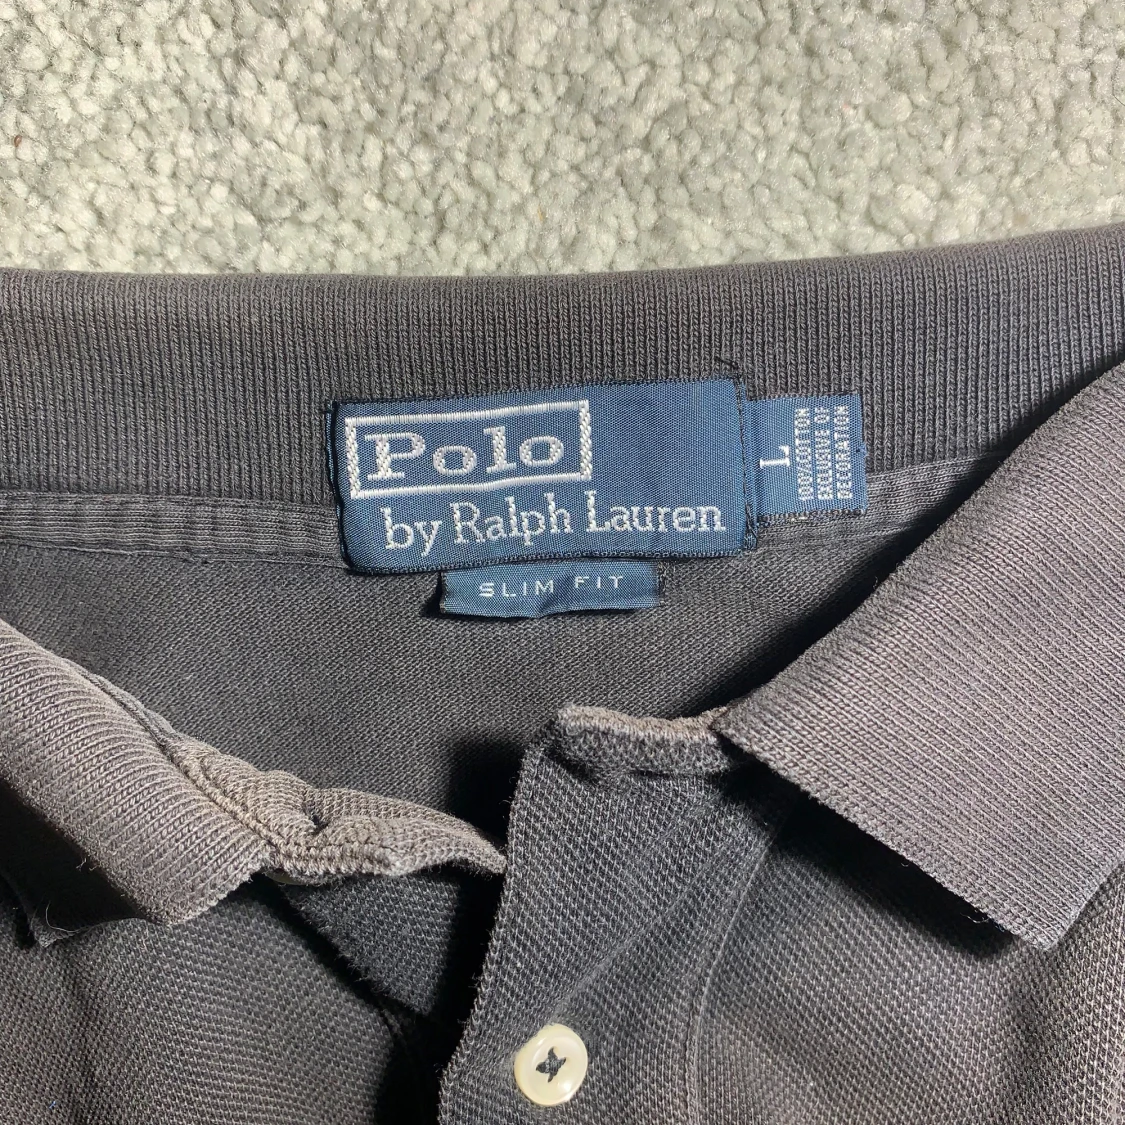 Polo
by Ralph Lauren
SLIM FIT
L
100% COTTON
EXCLUSIVE OF
DECORATION